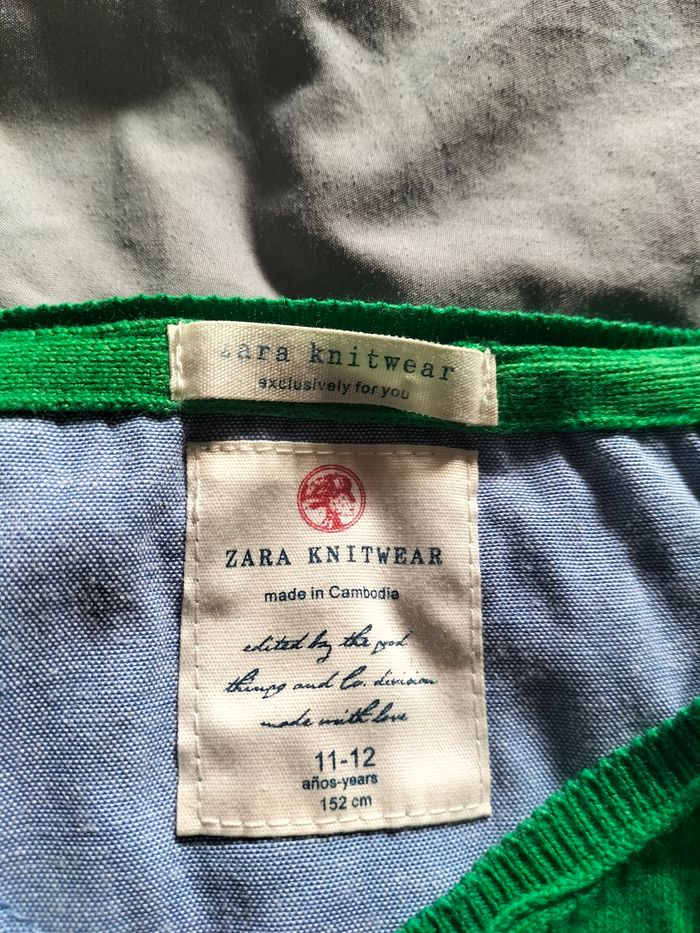 zara knitwear
exclusively for you
ZARA KNITWEAR
made in Cambodia
edited by the good
things and Co. division
made with love
11-12
años-years
152 cm